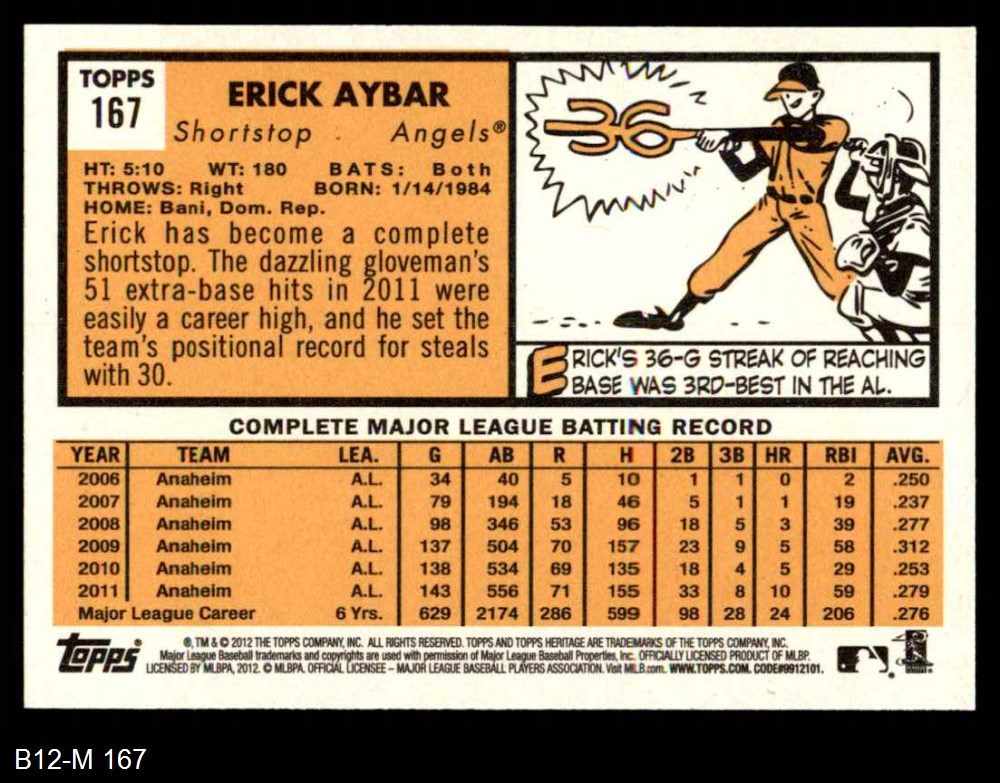 TOPPS
167
ERICK AYBAR
Shortstop . Angels®
HT: 5:10 WT: 180 BATS: Both
THROWS: Right BORN: 1/14/1984
HOME: Bani, Dom. Rep.
Erick has become a complete
shortstop. The dazzling gloveman's
51 extra-base hits in 2011 were
easily a career high, and he set the
team's positional record for steals
with 30.
36
ERICK'S 36-G STREAK OF REACHING
BASE WAS 3RD-BEST IN THE AL.
COMPLETE MAJOR LEAGUE BATTING RECORD
YEAR TEAM LEA. G AB R H 2B 3B HR RBI AVG.
2006 Anaheim A.L. 34 40 5 10 1 1 0 2 .250
2007 Anaheim A.L. 79 194 18 46 5 1 1 19 .237
2008 Anaheim A.L. 98 346 53 96 18 5 3 39 .277
2009 Anaheim A.L. 137 504 70 157 23 9 5 58 .312
2010 Anaheim A.L. 138 534 69 135 18 4 5 29 .253
2011 Anaheim A.L. 143 556 71 155 33 8 10 59 .279
Major League Career 6 Yrs. 629 2174 286 599 98 28 24 206 .276
Topps
®, TM & © 2012 THE TOPPS COMPANY, INC. ALL RIGHTS RESERVED. TOPPS AND TOPPS HERITAGE ARE TRADEMARKS OF THE TOPPS COMPANY, INC.
Major League Baseball trademarks and copyrights are used with permission of Major League Baseball Properties, Inc. OFFICIALLY LICENSED PRODUCT OF MLBP.
LICENSED BY MLBPA, 2012. © MLBPA. OFFICIAL LICENSEE – MAJOR LEAGUE BASEBALL PLAYERS ASSOCIATION. Visit MLB.com. WWW.TOPPS.COM. CODE#9912101.
B12-M 167